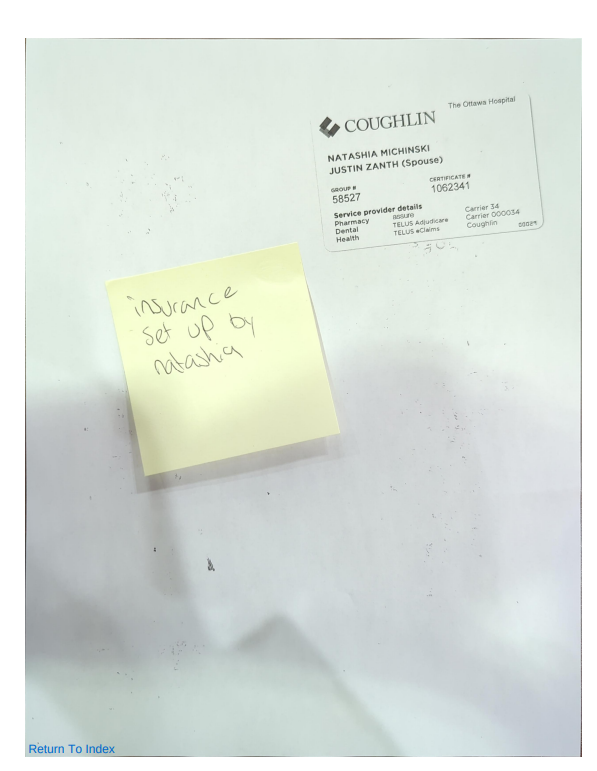 The Ottawa Hospital
COUGHLIN
NATASHIA MICHINSKI
JUSTIN ZANTH (Spouse)
GROUP # CERTIFICATE #
58527 1062341
Service provider details
Pharmacy assure Carrier 34
Dental TELUS Adjudicare Carrier 000034
Health TELUS eClaims Coughlin 00029
insurance
set up by
natashia
Return To Index